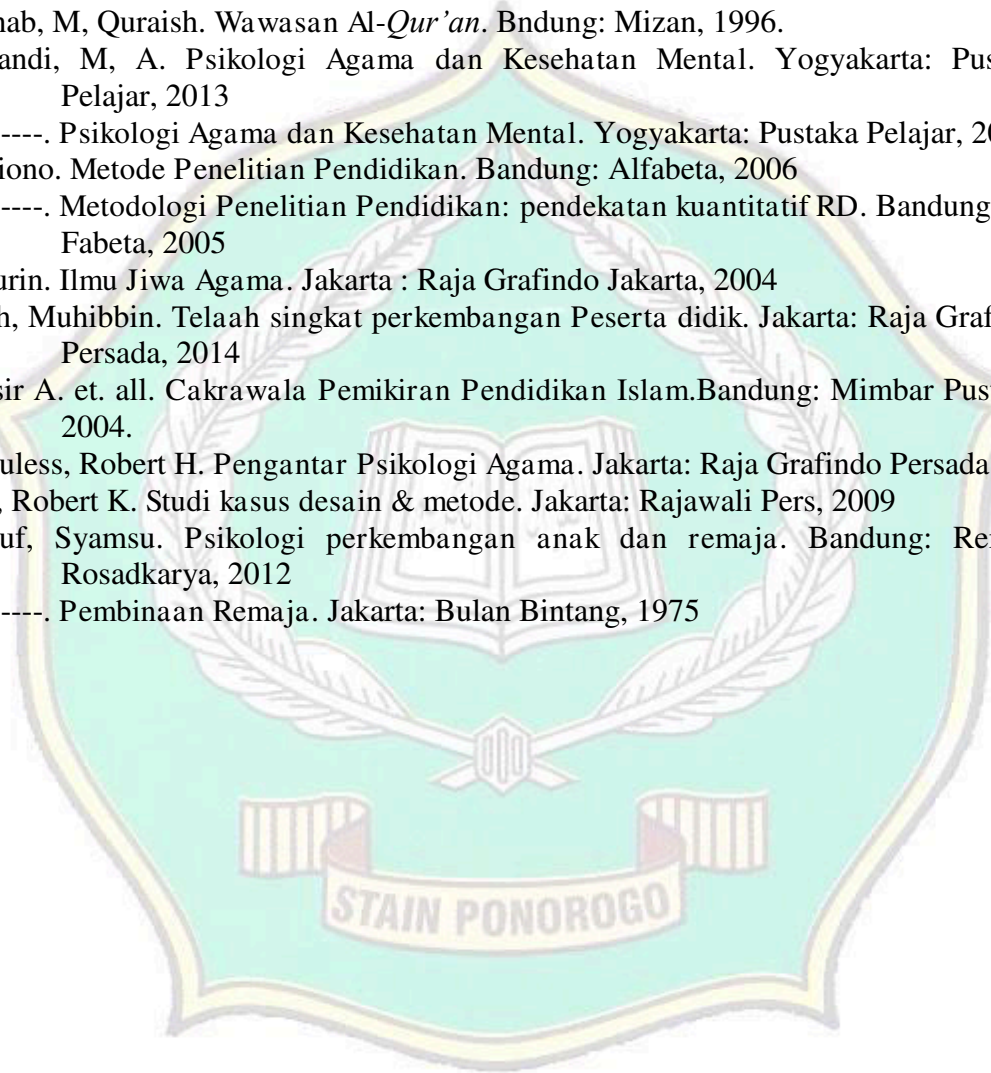 hab, M, Quraish. Wawasan Al-Qur’an. Bndung: Mizan, 1996.
andi, M, A. Psikologi Agama dan Kesehatan Mental. Yogyakarta: Pus
Pelajar, 2013
----. Psikologi Agama dan Kesehatan Mental. Yogyakarta: Pustaka Pelajar, 20
iono. Metode Penelitian Pendidikan. Bandung: Alfabeta, 2006
----. Metodologi Penelitian Pendidikan: pendekatan kuantitatif RD. Bandung
Fabeta, 2005
urin. Ilmu Jiwa Agama. Jakarta : Raja Grafindo Jakarta, 2004
h, Muhibbin. Telaah singkat perkembangan Peserta didik. Jakarta: Raja Graf
Persada, 2014
sir A. et. all. Cakrawala Pemikiran Pendidikan Islam.Bandung: Mimbar Pus
2004.
uless, Robert H. Pengantar Psikologi Agama. Jakarta: Raja Grafindo Persada
, Robert K. Studi kasus desain & metode. Jakarta: Rajawali Pers, 2009
uf, Syamsu. Psikologi perkembangan anak dan remaja. Bandung: Re
Rosadkarya, 2012
----. Pembinaan Remaja. Jakarta: Bulan Bintang, 1975
STAIN PONOROGO